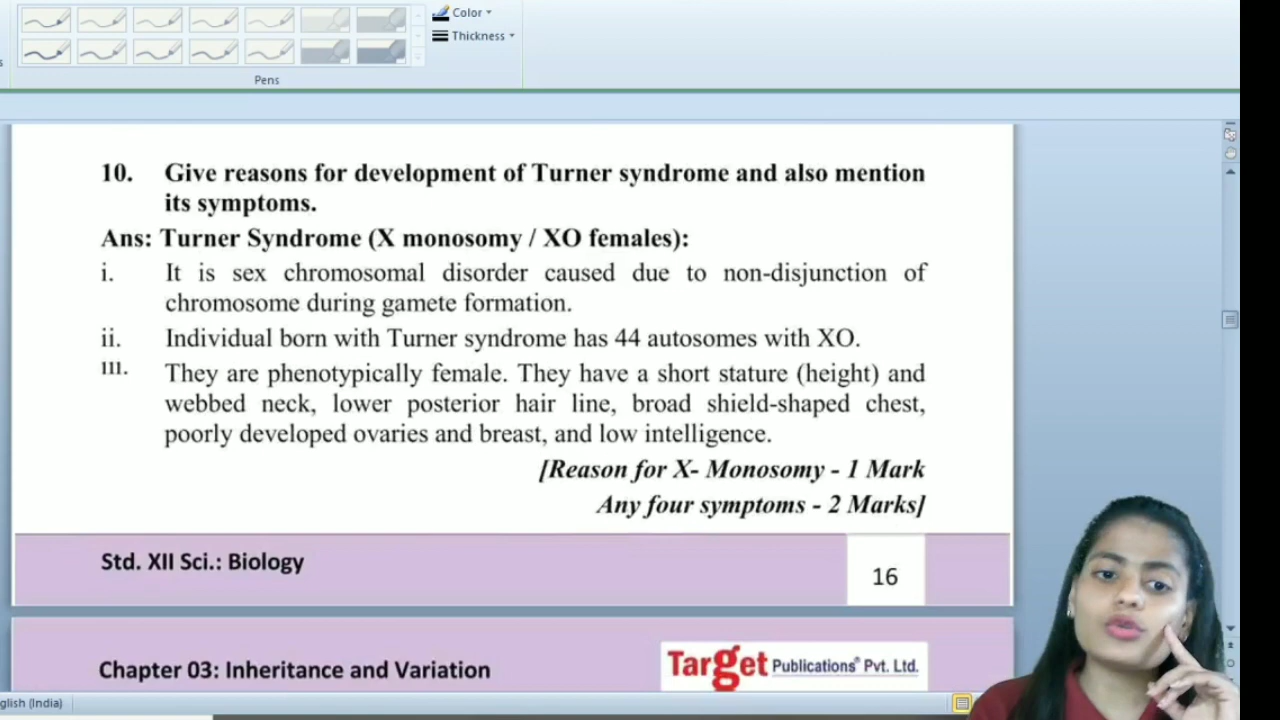 Color
Thickness
Pens
10. Give reasons for development of Turner syndrome and also mention
its symptoms.
Ans: Turner Syndrome (X monosomy / XO females):
i. It is sex chromosomal disorder caused due to non-disjunction of
chromosome during gamete formation.
ii. Individual born with Turner syndrome has 44 autosomes with XO.
iii. They are phenotypically female. They have a short stature (height) and
webbed neck, lower posterior hair line, broad shield-shaped chest,
poorly developed ovaries and breast, and low intelligence.
[Reason for X- Monosomy - 1 Mark
Any four symptoms - 2 Marks]
Std. XII Sci.: Biology
16
Chapter 03: Inheritance and Variation
Target Publications® Pvt. Ltd.
glish (India)